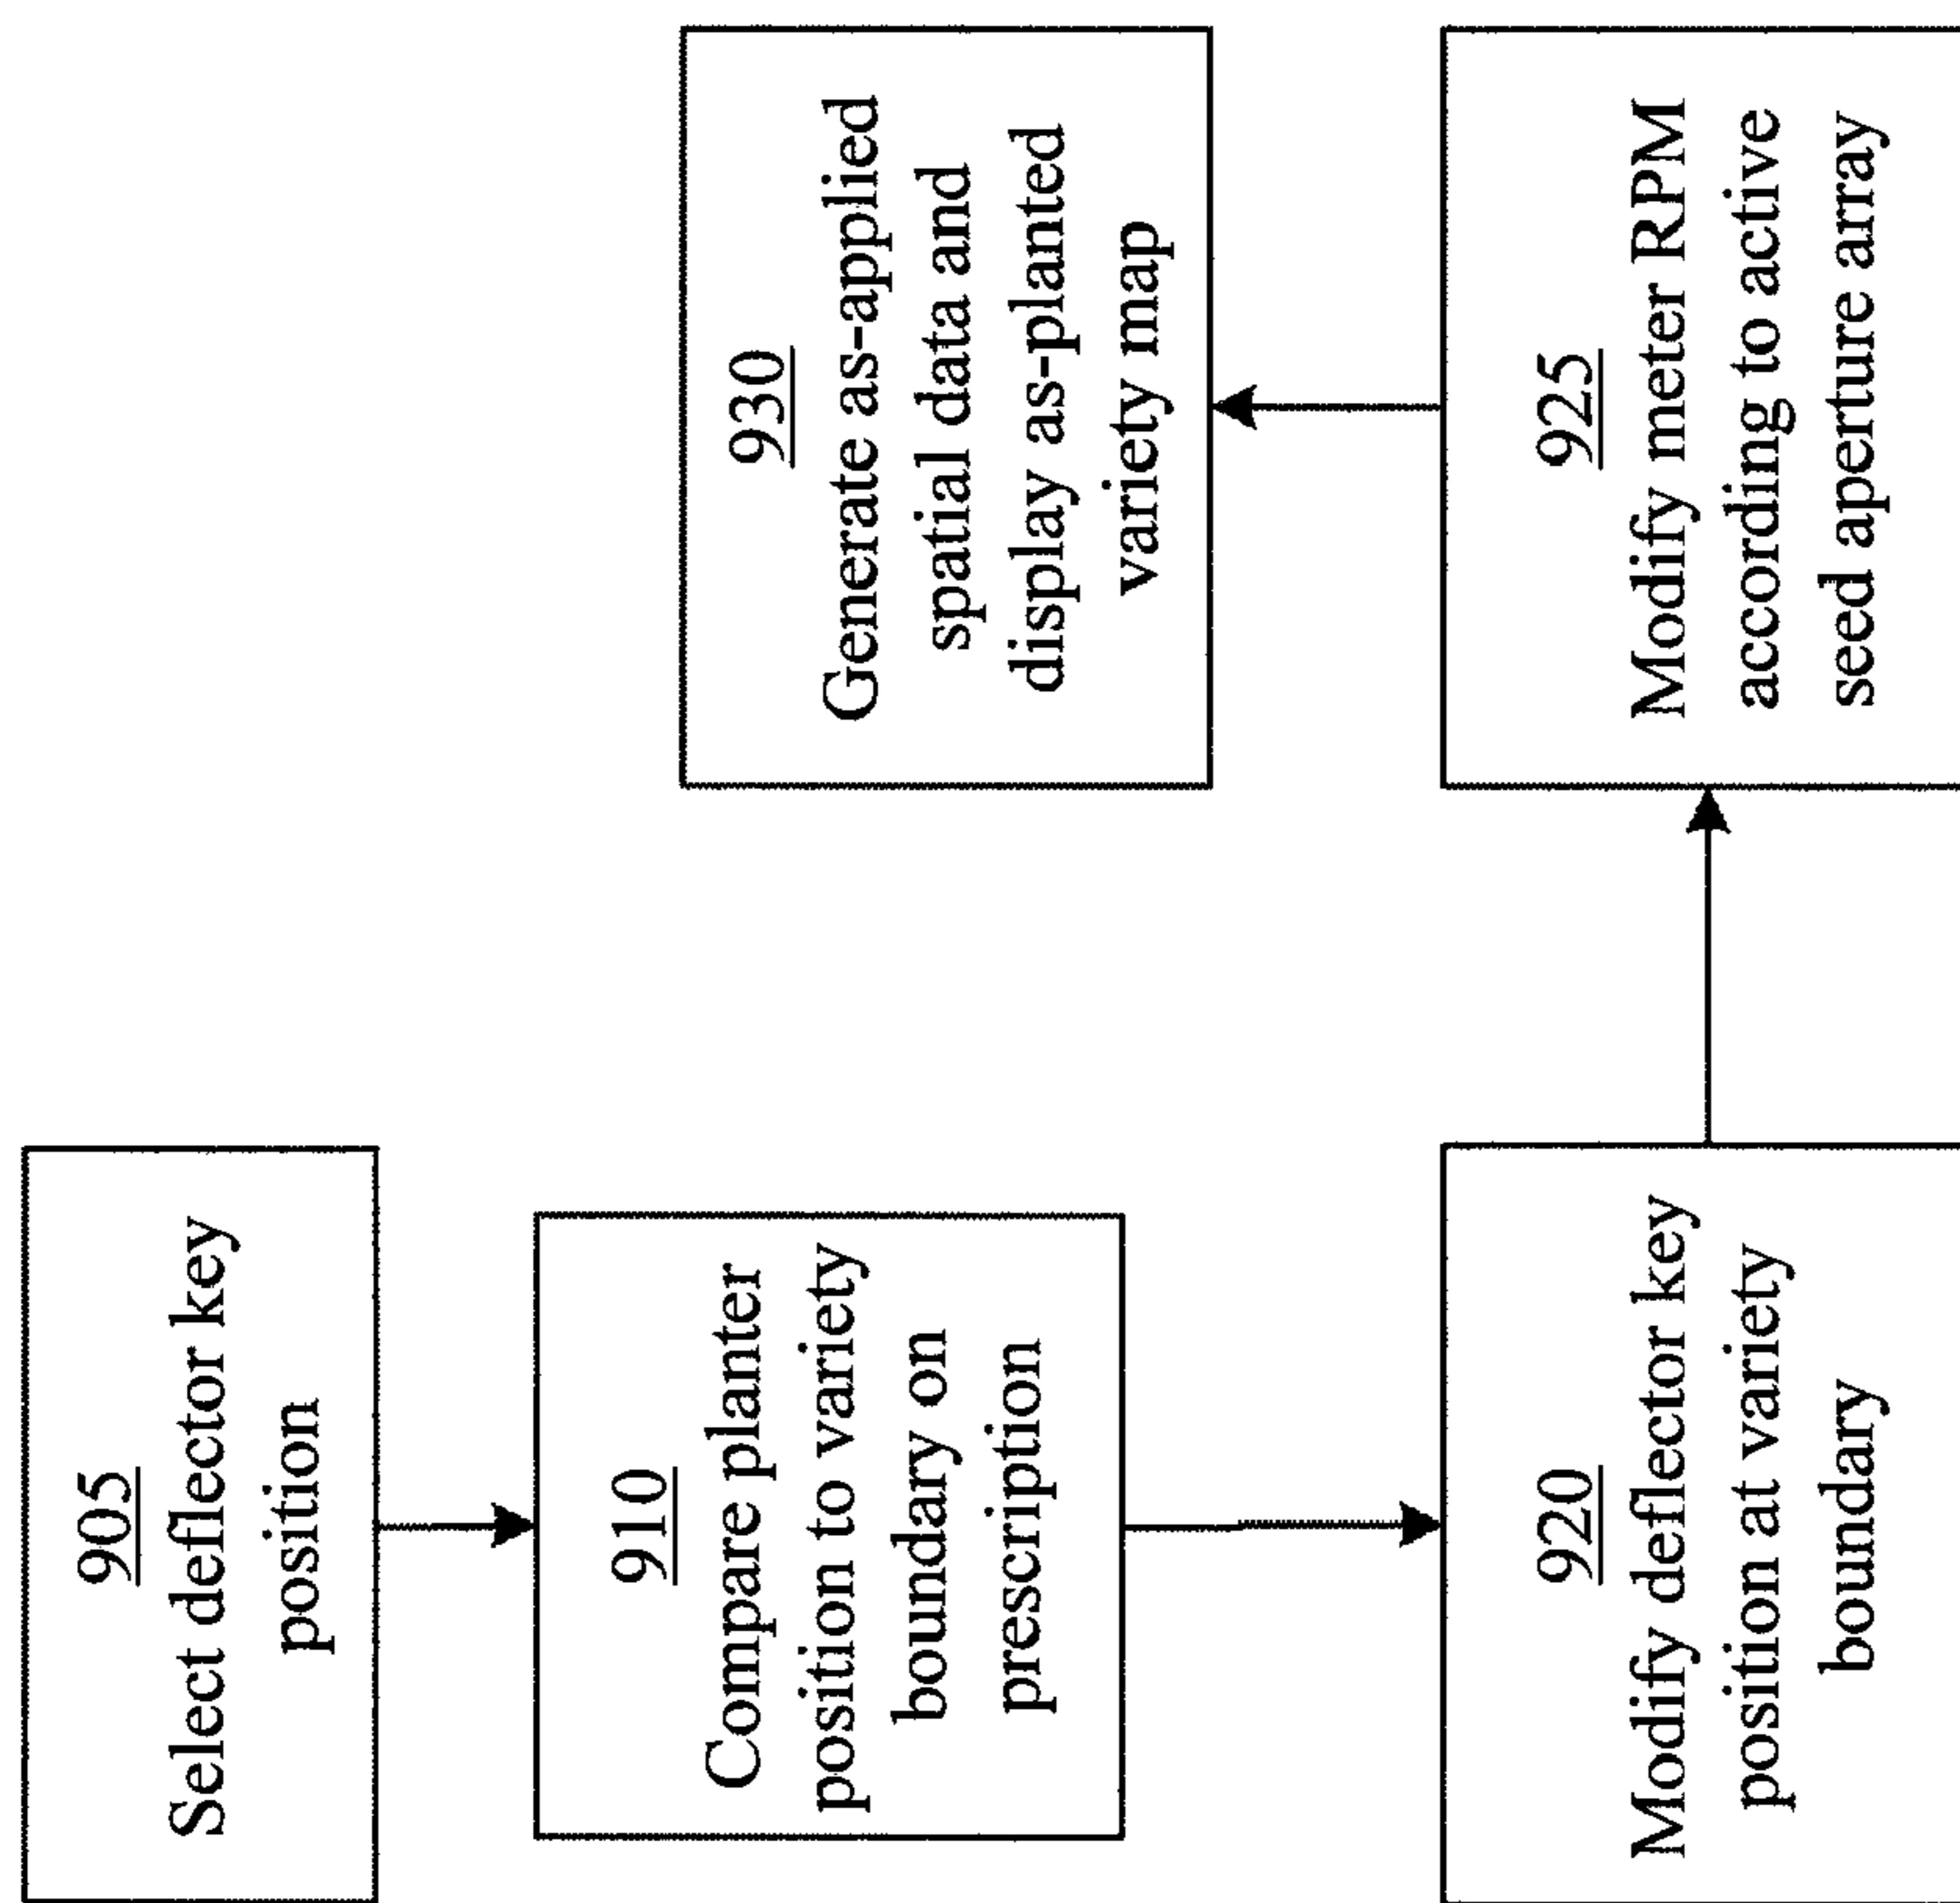 905
Select deflector key
position
910
Compare planter
position to variety
boundary on
prescription
920
Modify deflector key
position at variety
boundary
925
Modify meter RPM
according to active
seed aperture array
930
Generate as-applied
spatial data and
display as-planted
variety map